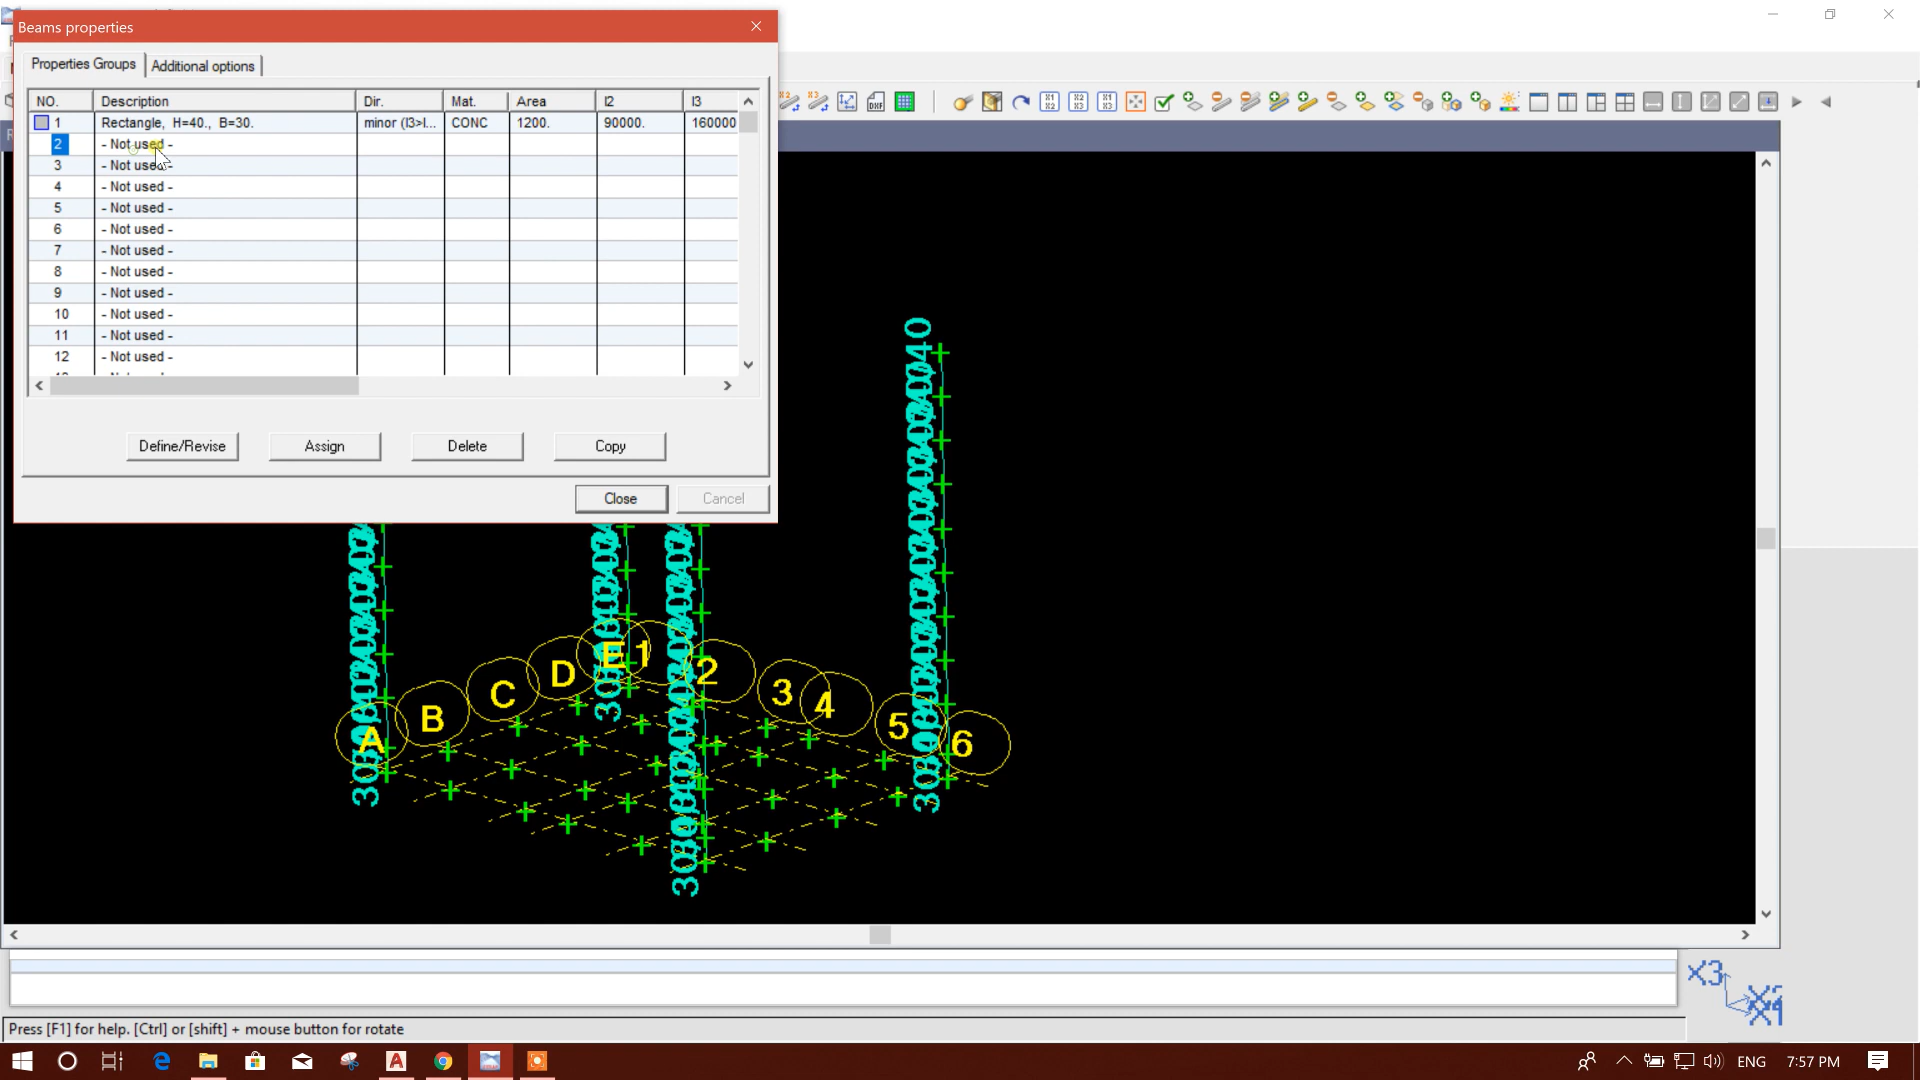 Beams properties
Properties Groups
Additional options
NO. Description Dir. Mat. Area I2 I3
1 Rectangle, H=40., B=30. minor (I3>I... CONC 1200. 90000. 160000
2 - Not used -
3 - Not used -
4 - Not used -
5 - Not used -
6 - Not used -
7 - Not used -
8 - Not used -
9 - Not used -
10 - Not used -
11 - Not used -
12 - Not used -
Define/Revise Assign Delete Copy
Close Cancel
A B C D E 1 2 3 4 5 6
X3
Press [F1] for help. [Ctrl] or [shift] + mouse button for rotate
ENG 7:57 PM